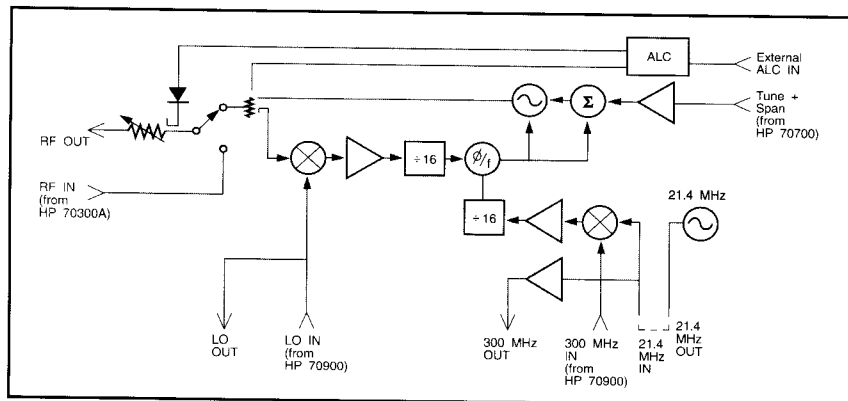 ALC
External
ALC IN
Σ
Tune +
Span
(from
HP 70700)
RF OUT
÷ 16
ϕ/f
RF IN
(from
HP 70300A)
21.4 MHz
÷ 16
LO
OUT
LO IN
(from
HP 70900)
300 MHz
OUT
300 MHz
IN
(from
HP 70900)
21.4
MHz
IN
21.4
MHz
OUT